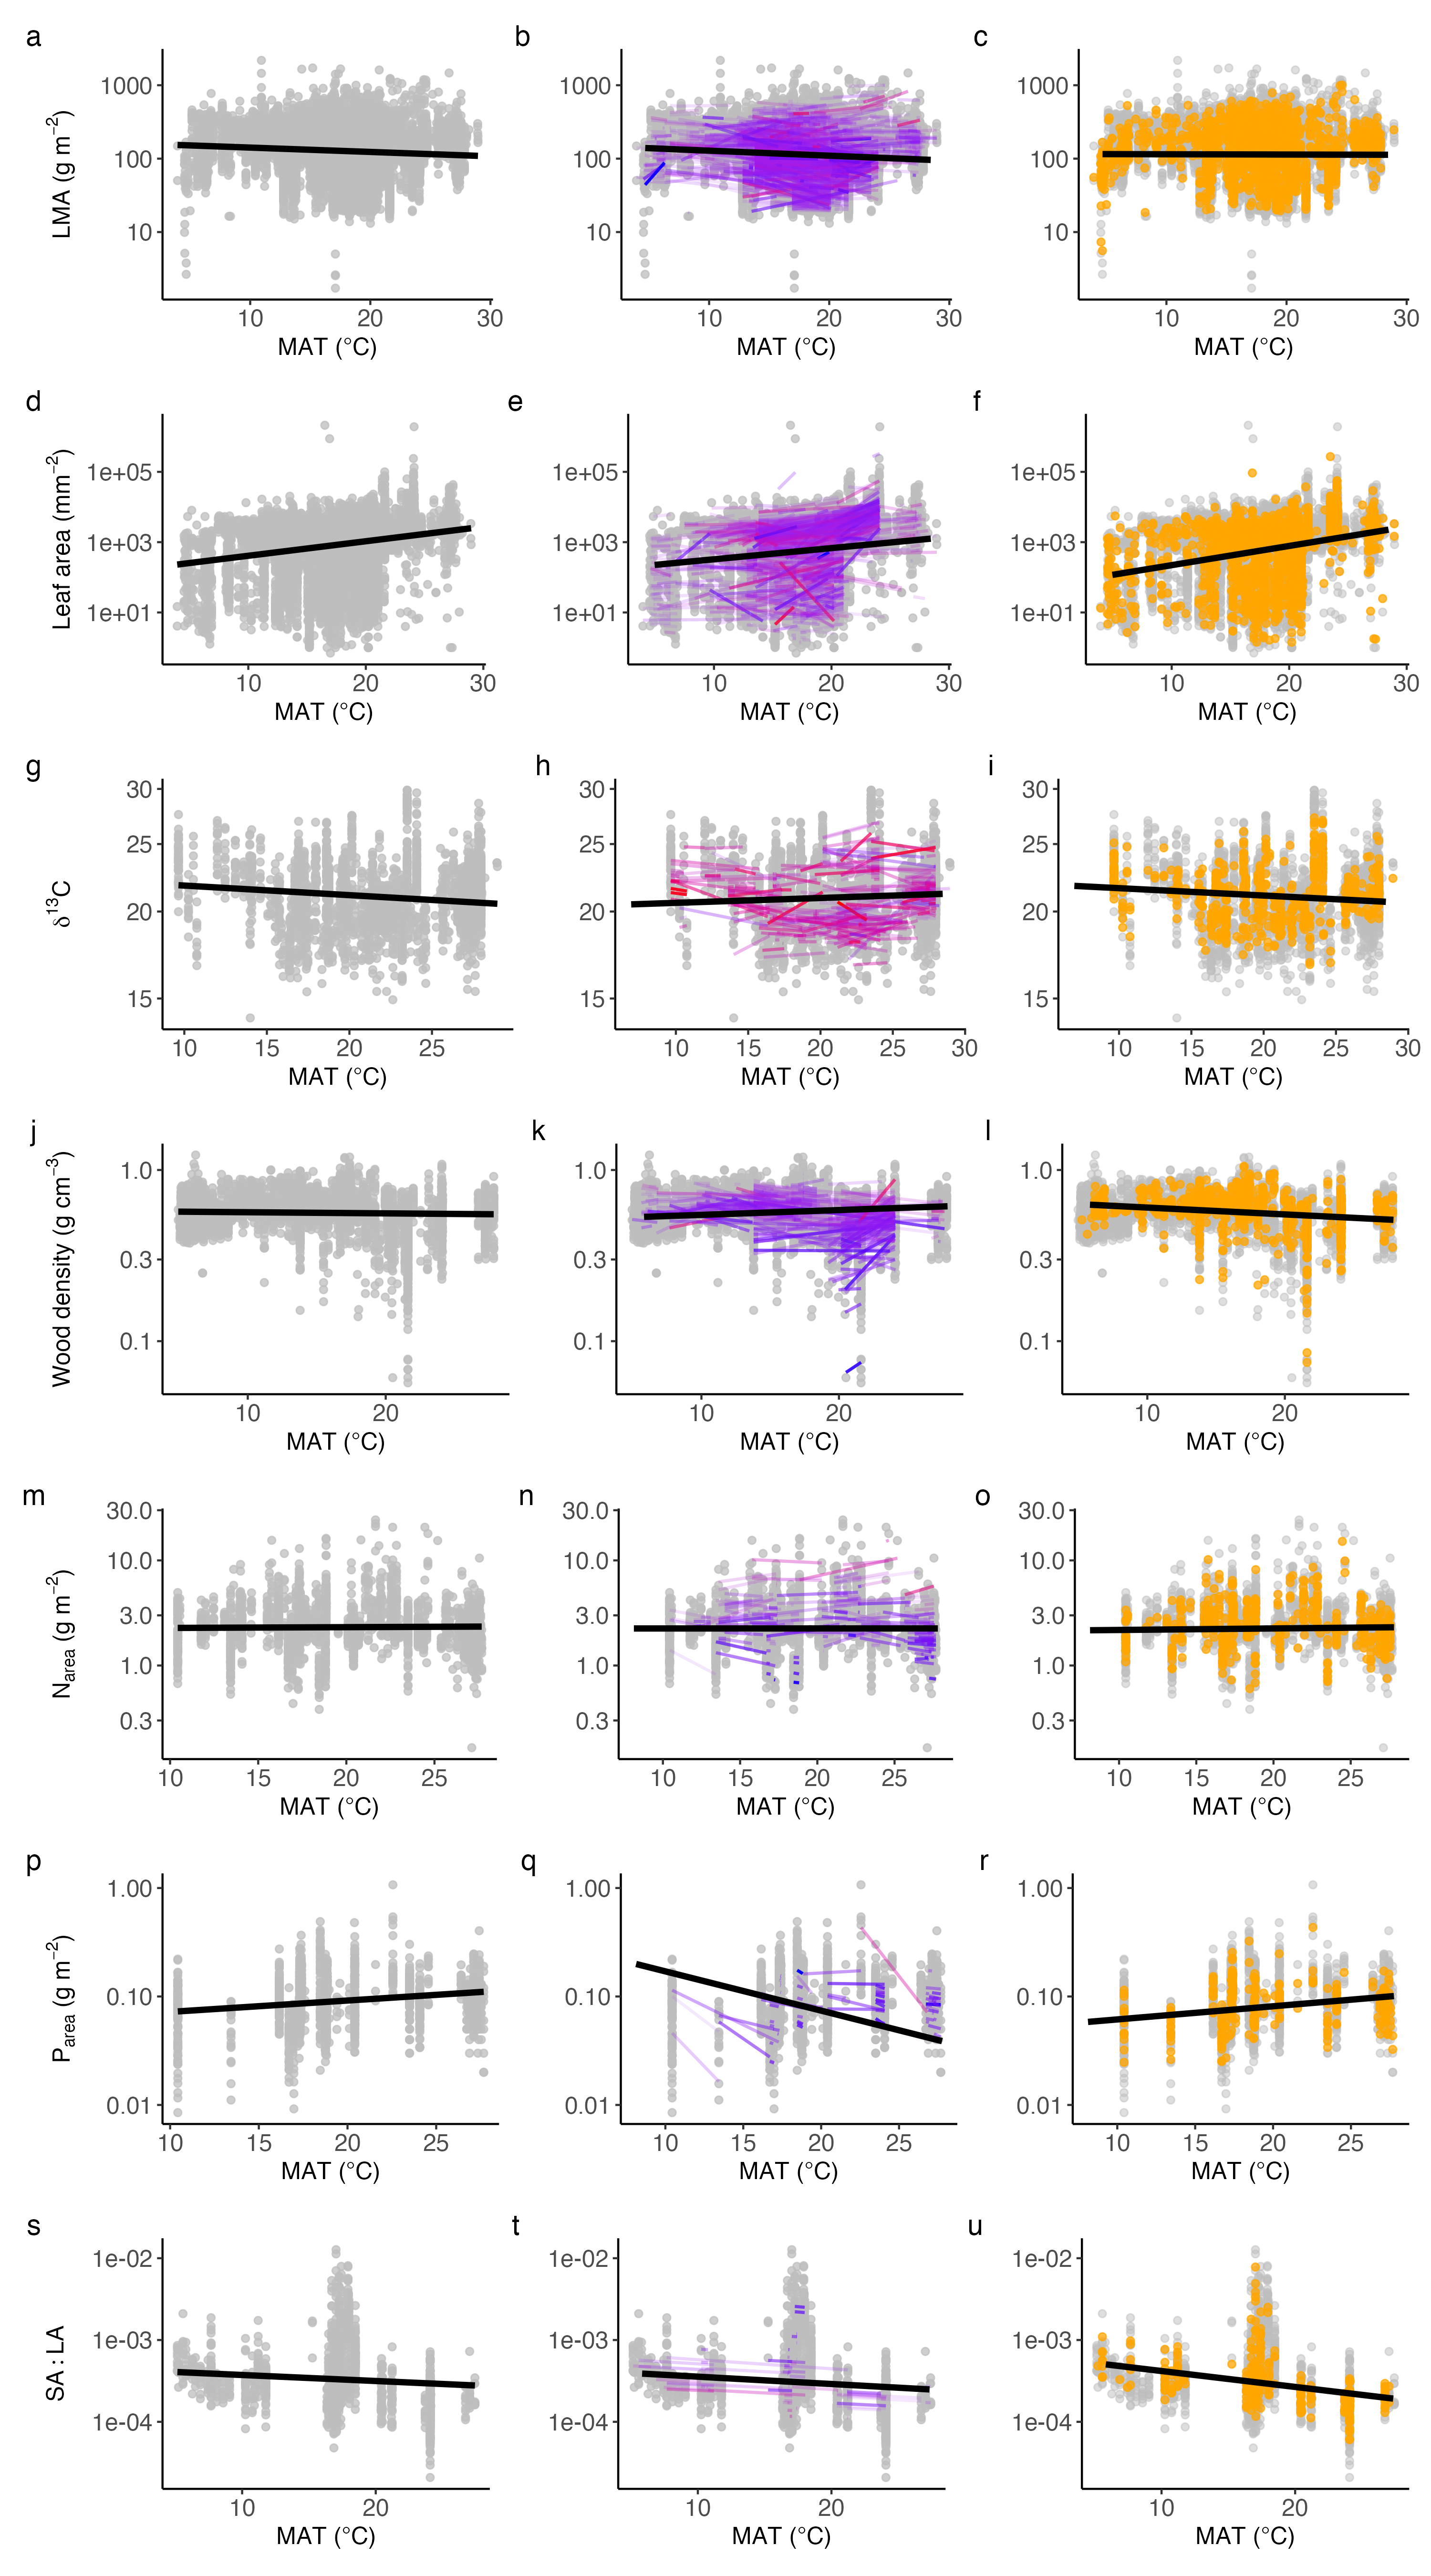 a
b
c
LMA (g m⁻²)
1000
100
10
1000
100
10
1000
100
10
10 20 30
10 20 30
10 20 30
MAT (°C)
MAT (°C)
MAT (°C)
d
e
f
Leaf area (mm⁻²)
1e+05
1e+03
1e+01
1e+05
1e+03
1e+01
1e+05
1e+03
1e+01
10 20 30
10 20 30
10 20 30
MAT (°C)
MAT (°C)
MAT (°C)
g
h
i
δ¹³C
30
25
20
15
30
25
20
15
30
25
20
15
10 15 20 25
10 15 20 25 30
10 15 20 25 30
MAT (°C)
MAT (°C)
MAT (°C)
j
k
l
Wood density (g cm⁻³)
1.0
0.3
0.1
1.0
0.3
0.1
1.0
0.3
0.1
10 20
10 20
10 20
MAT (°C)
MAT (°C)
MAT (°C)
m
n
o
N_area (g m⁻²)
30.0
10.0
3.0
1.0
0.3
30.0
10.0
3.0
1.0
0.3
30.0
10.0
3.0
1.0
0.3
10 15 20 25
10 15 20 25
10 15 20 25
MAT (°C)
MAT (°C)
MAT (°C)
p
q
r
P_area (g m⁻²)
1.00
0.10
0.01
1.00
0.10
0.01
1.00
0.10
0.01
10 15 20 25
10 15 20 25
10 15 20 25
MAT (°C)
MAT (°C)
MAT (°C)
s
t
u
SA : LA
1e-02
1e-03
1e-04
1e-02
1e-03
1e-04
1e-02
1e-03
1e-04
10 20
10 20
10 20
MAT (°C)
MAT (°C)
MAT (°C)